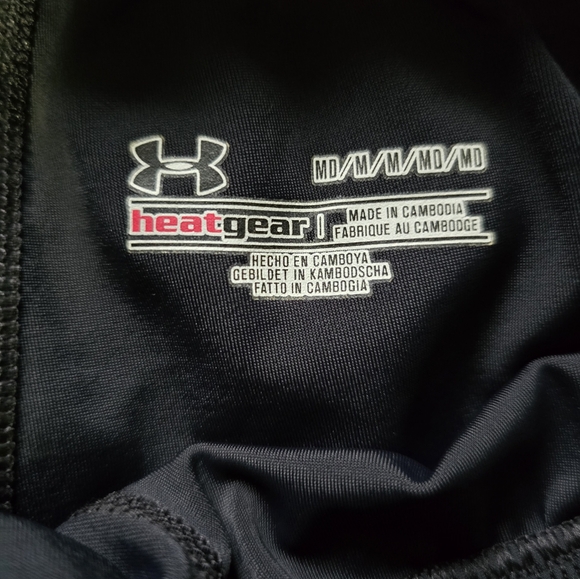 MD/M/M/MD/MD
heatgear
MADE IN CAMBODIA
FABRIQUE AU CAMBODGE
HECHO EN CAMBOYA
GEBILDET IN KAMBODSCHA
FATTO IN CAMBOGIA